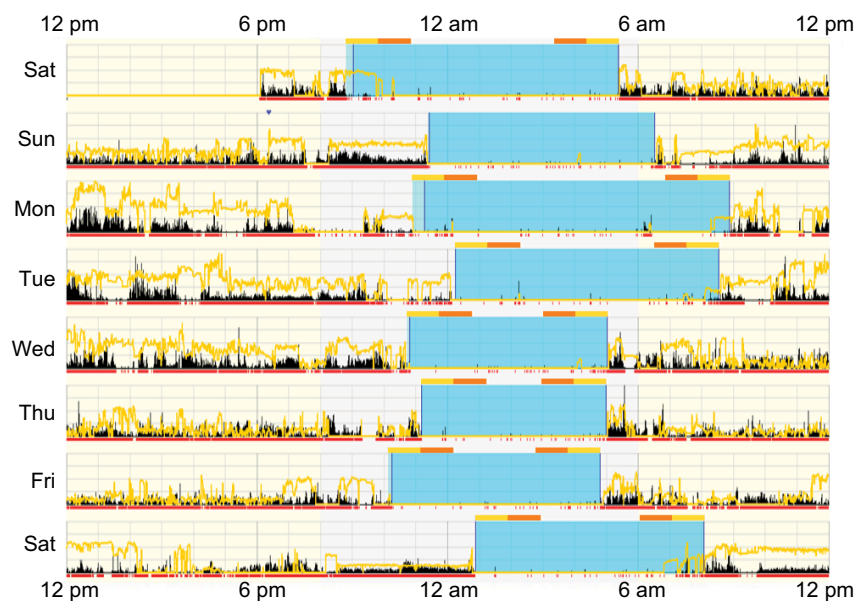 12 pm 6 pm 12 am 6 am 12 pm
Sat
Sun
Mon
Tue
Wed
Thu
Fri
Sat
12 pm 6 pm 12 am 6 am 12 pm